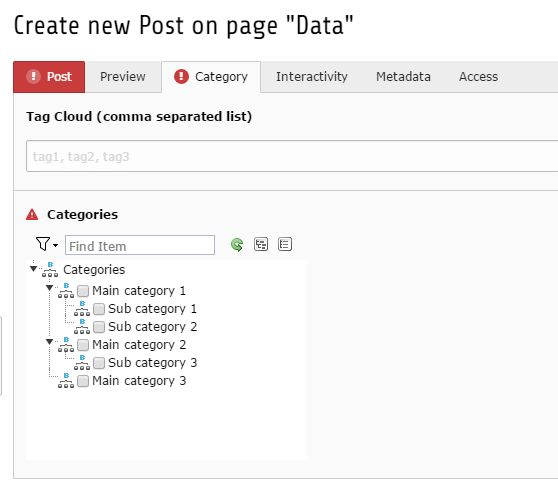 Create new Post on page "Data"
Post Preview Category Interactivity Metadata Access
Tag Cloud (comma separated list)
tag1, tag2, tag3
Categories
Find Item
Categories
Main category 1
Sub category 1
Sub category 2
Main category 2
Sub category 3
Main category 3